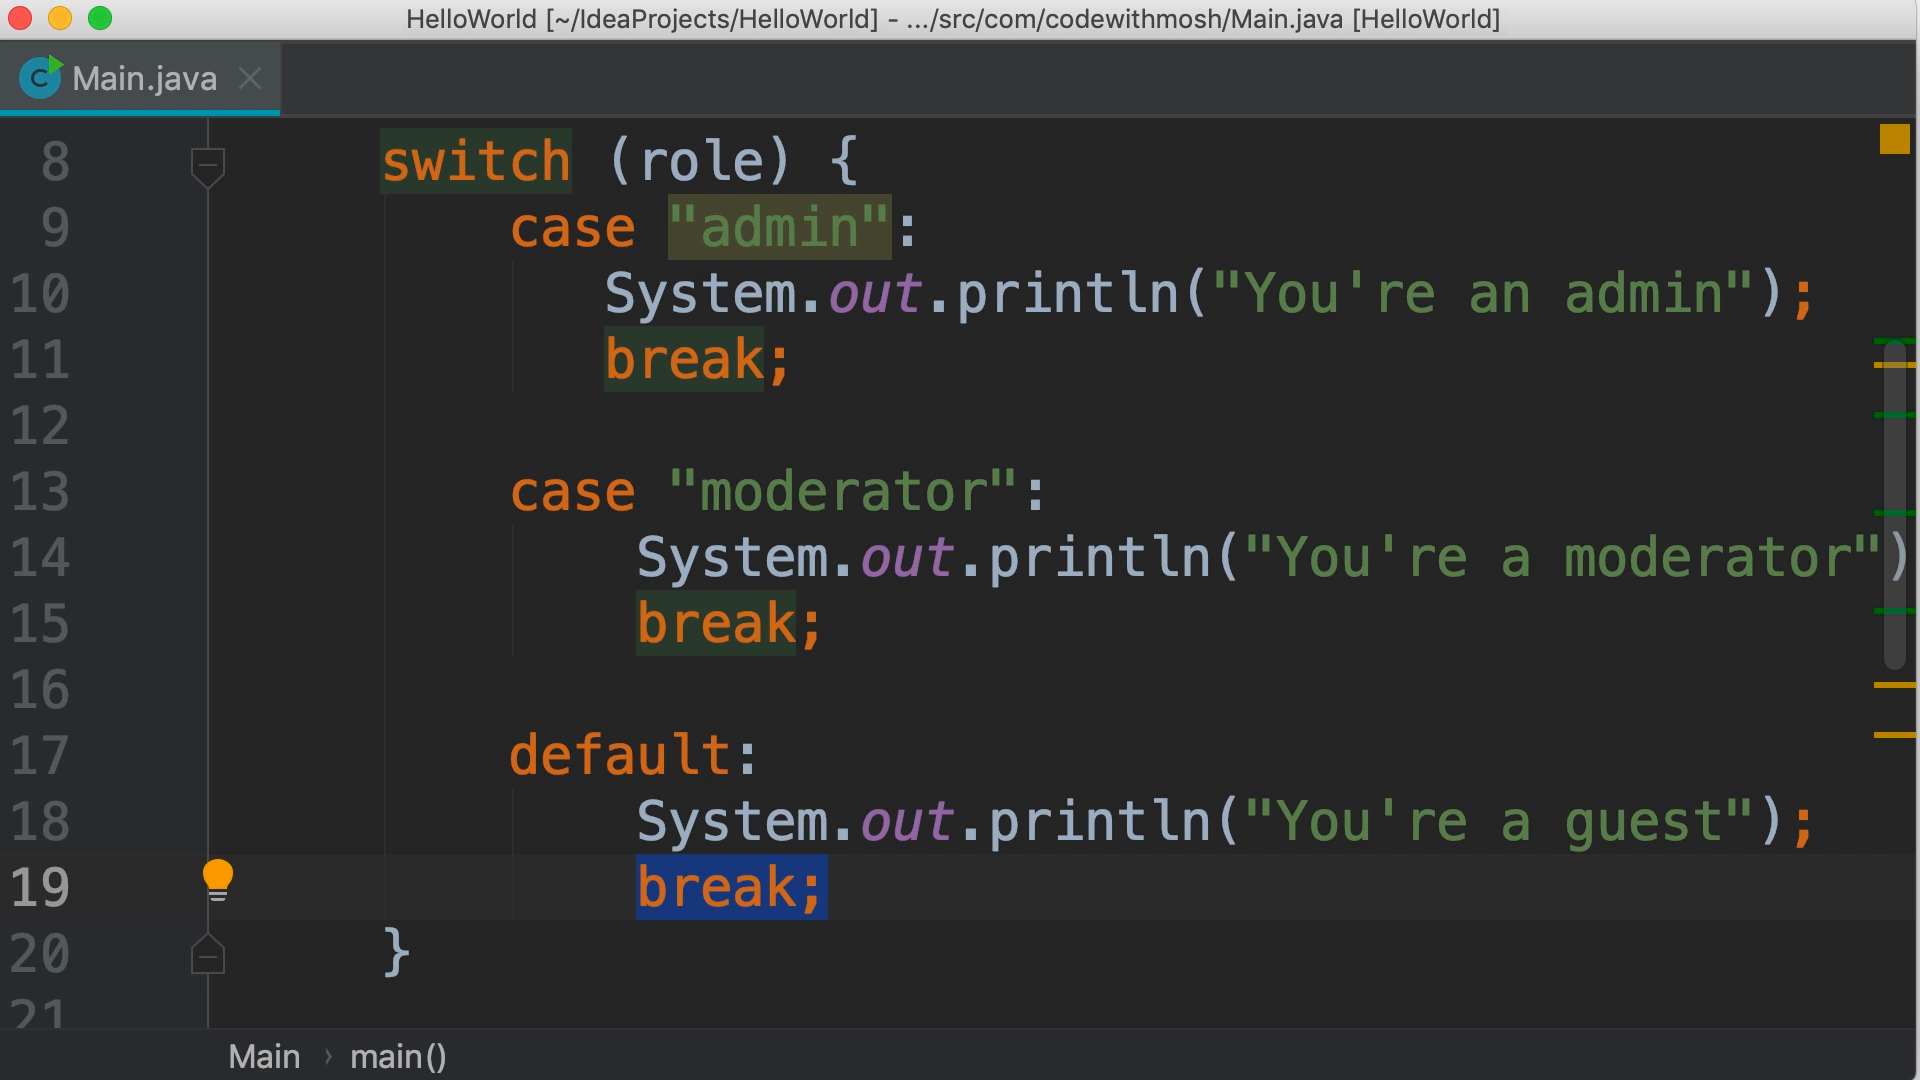 HelloWorld [~/IdeaProjects/HelloWorld] - .../src/com/codewithmosh/Main.java [HelloWorld]
C Main.java
8 switch (role) {
9 case "admin":
10 System.out.println("You're an admin");
11 break;
12
13 case "moderator":
14 System.out.println("You're a moderator")
15 break;
16
17 default:
18 System.out.println("You're a guest");
19 break;
20 }
21
Main › main()